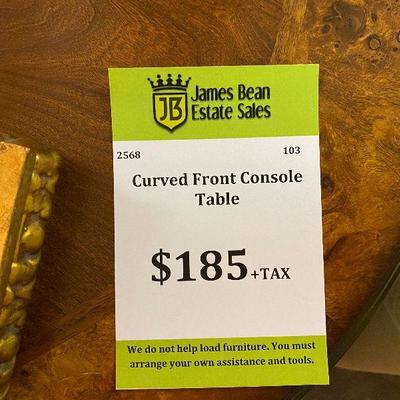 JB
James Bean
Estate Sales
2568 103
Curved Front Console
Table
$185+TAX
We do not help load furniture. You must
arrange your own assistance and tools.